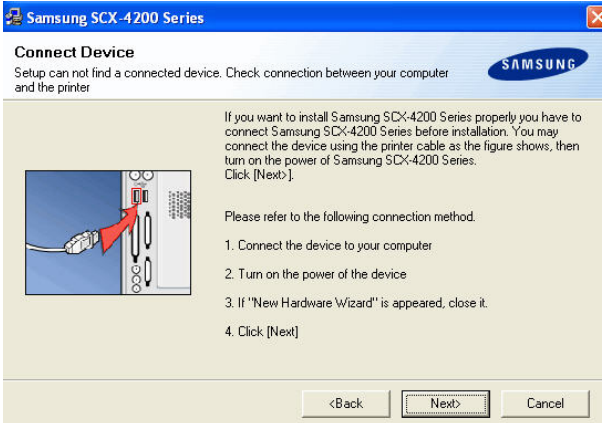 Samsung SCX-4200 Series
Connect Device
Setup can not find a connected device. Check connection between your computer
and the printer
SAMSUNG
If you want to install Samsung SCX-4200 Series properly you have to
connect Samsung SCX-4200 Series before installation. You may
connect the device using the printer cable as the figure shows, then
turn on the power of Samsung SCX-4200 Series.
Click [Next>].
Please refer to the following connection method.
1. Connect the device to your computer
2. Turn on the power of the device
3. If "New Hardware Wizard" is appeared, close it.
4. Click [Next]
<Back
Next>
Cancel